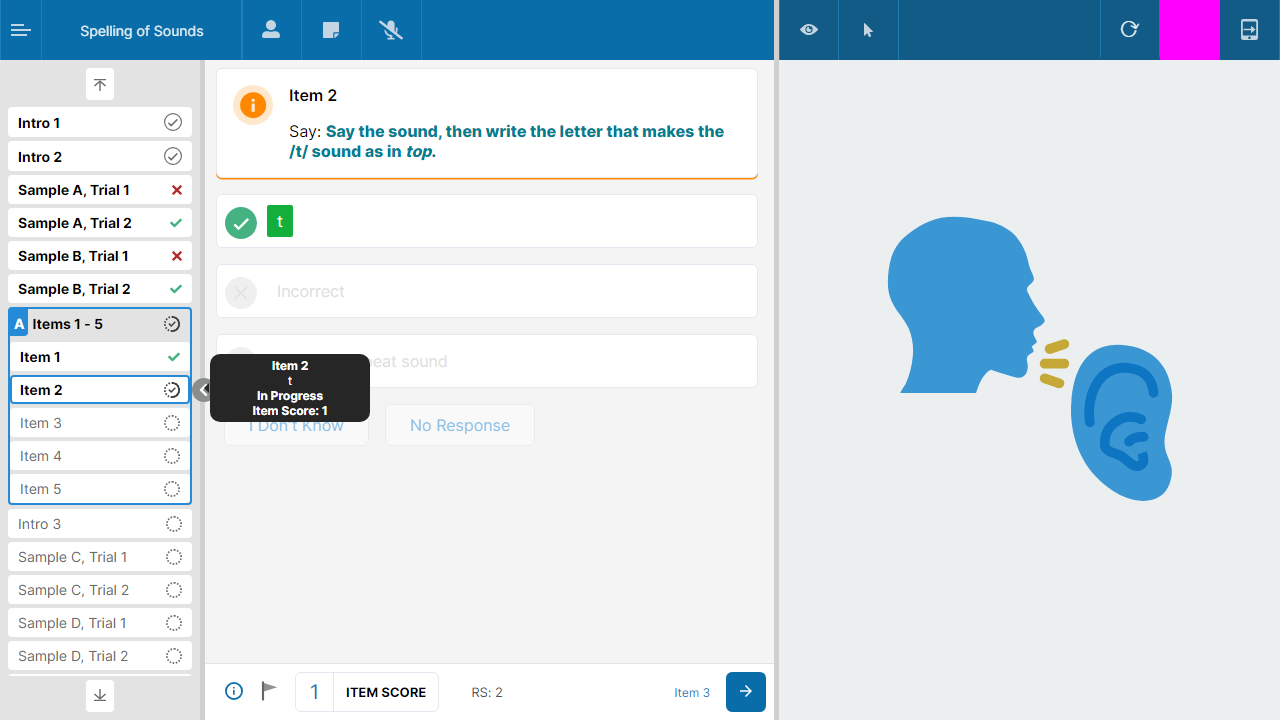 Spelling of Sounds
Intro 1
Intro 2
Sample A, Trial 1
Sample A, Trial 2
Sample B, Trial 1
Sample B, Trial 2
A Items 1 - 5
Item 1
Item 2
Item 3
Item 4
Item 5
Intro 3
Sample C, Trial 1
Sample C, Trial 2
Sample D, Trial 1
Sample D, Trial 2
Item 2
Say: Say the sound, then write the letter that makes the
/t/ sound as in top.
t
Incorrect
sound
Item 2
t
In Progress
Item Score: 1
I Don't Know
No Response
1 ITEM SCORE
RS: 2
Item 3